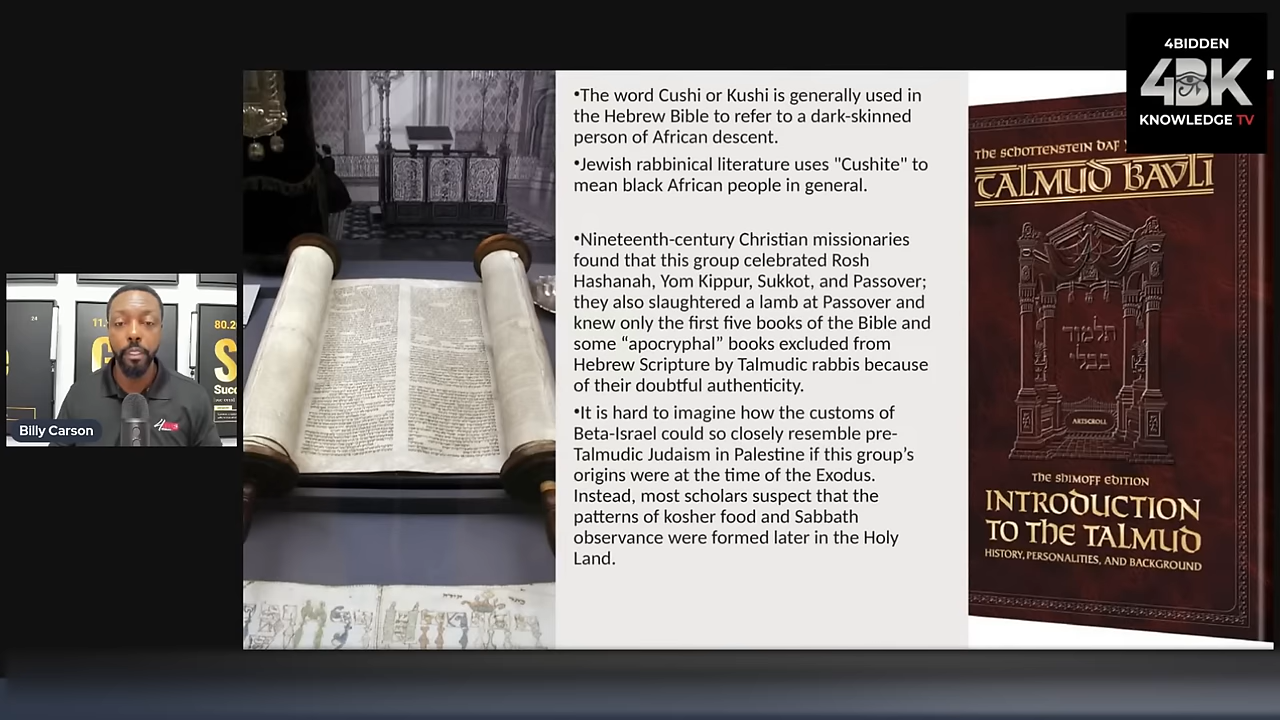 4BIDDEN
4BK
KNOWLEDGE TV
•The word Cushi or Kushi is generally used in
the Hebrew Bible to refer to a dark-skinned
person of African descent.
•Jewish rabbinical literature uses "Cushite" to
mean black African people in general.
•Nineteenth-century Christian missionaries
found that this group celebrated Rosh
Hashanah, Yom Kippur, Sukkot, and Passover;
they also slaughtered a lamb at Passover and
knew only the first five books of the Bible and
some “apocryphal” books excluded from
Hebrew Scripture by Talmudic rabbis because
of their doubtful authenticity.
•It is hard to imagine how the customs of
Beta-Israel could so closely resemble pre-
Talmudic Judaism in Palestine if this group’s
origins were at the time of the Exodus.
Instead, most scholars suspect that the
patterns of kosher food and Sabbath
observance were formed later in the Holy
Land.
THE SCHOTTENSTEIN DAF
TALMUD BAVLI
תלמוד
בבלי
ARTSCROLL
THE SHIMOFF EDITION
INTRODUCTION
TO THE TALMUD
HISTORY, PERSONALITIES, AND BACKGROUND
24
11.
G
80.
S
Succ
Billy Carson